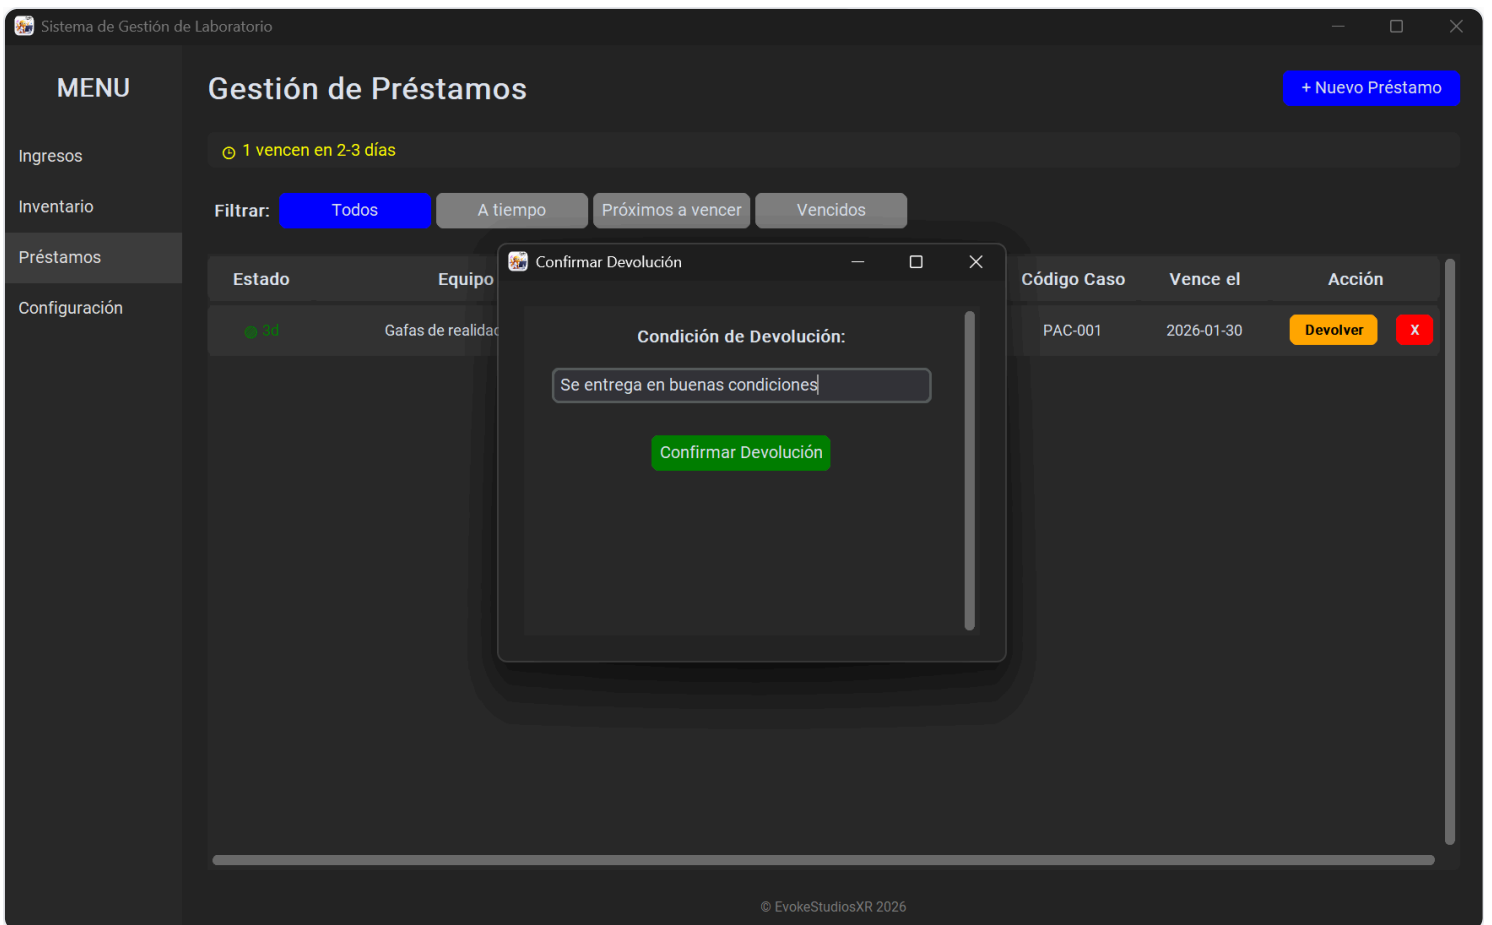 Sistema de Gestión de Laboratorio
MENU
Ingresos
Inventario
Préstamos
Configuración
Gestión de Préstamos
+ Nuevo Préstamo
1 vencen en 2-3 días
Filtrar: Todos A tiempo Próximos a vencer Vencidos
Estado Equipo Código Caso Vence el Acción
3d Gafas de realidad PAC-001 2026-01-30 Devolver X
Confirmar Devolución
Condición de Devolución:
Se entrega en buenas condiciones
Confirmar Devolución
© EvokeStudiosXR 2026